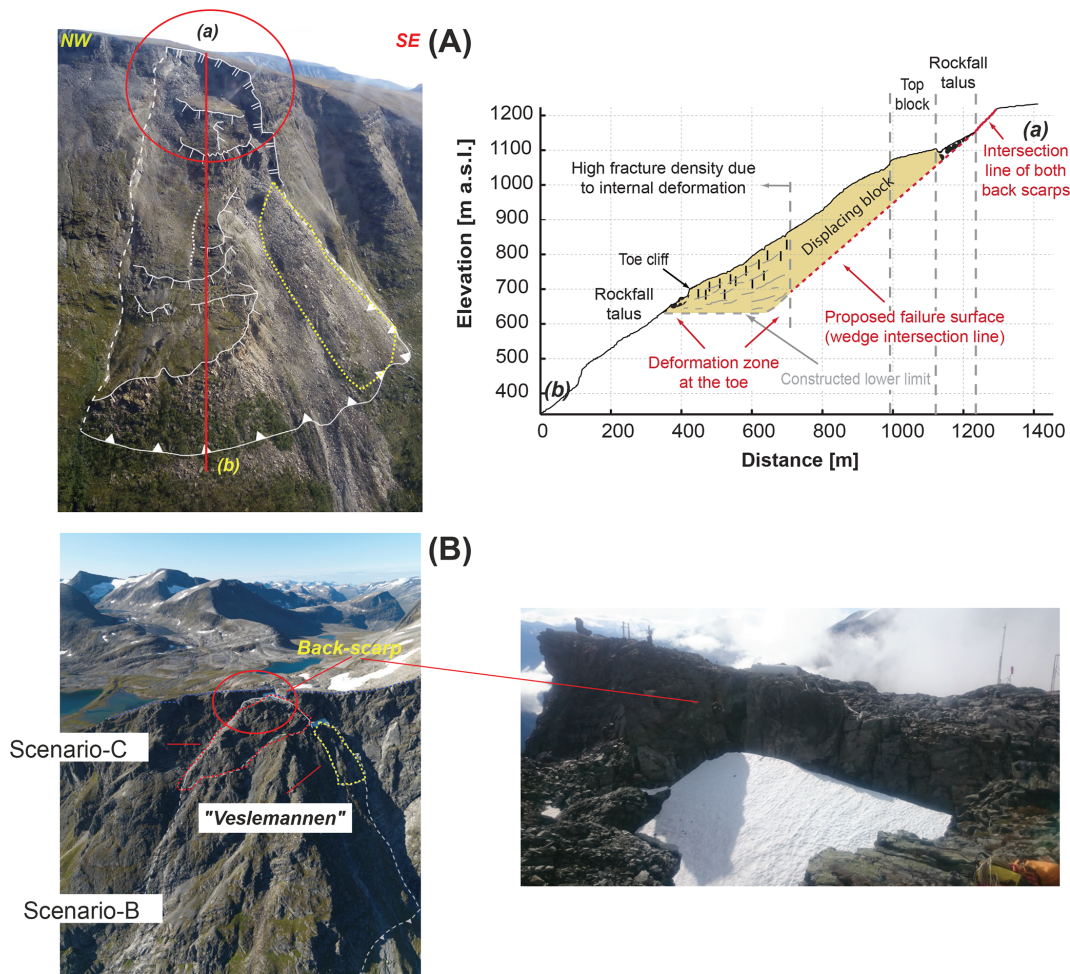 (A)
NW
(a)
SE
(b)
Rockfall
talus
Top
block
1200
1100
1000
900
800
700
600
500
400
Elevation [m a.s.l.]
(a)
Intersection
line of both
back scarps
High fracture density due
to internal deformation
Displacing block
Toe cliff
Rockfall
talus
Proposed failure surface
(wedge intersection line)
Deformation zone
at the toe
Constructed lower limit
(b)
0
200
400
600
800
1000
1200
1400
Distance [m]
(B)
Back-scarp
Scenario-C
"Veslemannen"
Scenario-B